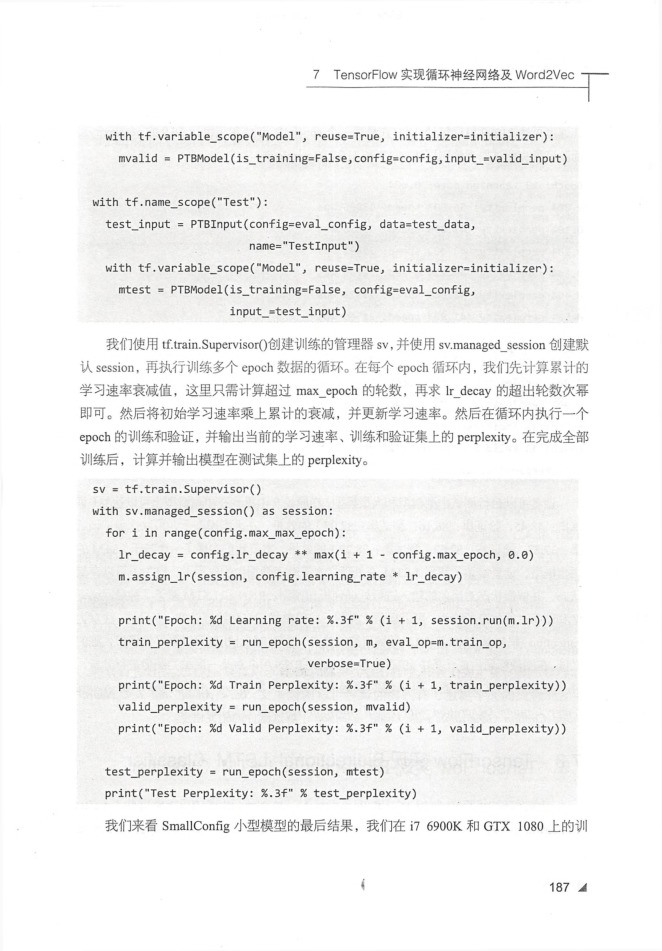 7 TensorFlow 实现循环神经网络及 Word2Vec
with tf.variable_scope("Model", reuse=True, initializer=initializer):
mvalid = PTBModel(is_training=False,config=config,input_=valid_input)
with tf.name_scope("Test"):
test_input = PTBInput(config=eval_config, data=test_data,
name="TestInput")
with tf.variable_scope("Model", reuse=True, initializer=initializer):
mtest = PTBModel(is_training=False, config=eval_config,
input_=test_input)
我们使用 tf.train.Supervisor()创建训练的管理器 sv，并使用 sv.managed_session 创建默
认 session，再执行训练多个 epoch 数据的循环。在每个 epoch 循环内，我们先计算累计的
学习速率衰减值，这里只需计算超过 max_epoch 的轮数，再求 lr_decay 的超出轮数次幂
即可。然后将初始学习速率乘上累计的衰减，并更新学习速率。然后在循环内执行一个
epoch 的训练和验证，并输出当前的学习速率、训练和验证集上的 perplexity。在完成全部
训练后，计算并输出模型在测试集上的 perplexity。
sv = tf.train.Supervisor()
with sv.managed_session() as session:
for i in range(config.max_max_epoch):
lr_decay = config.lr_decay ** max(i + 1 - config.max_epoch, 0.0)
m.assign_lr(session, config.learning_rate * lr_decay)
print("Epoch: %d Learning rate: %.3f" % (i + 1, session.run(m.lr)))
train_perplexity = run_epoch(session, m, eval_op=m.train_op,
verbose=True)
print("Epoch: %d Train Perplexity: %.3f" % (i + 1, train_perplexity))
valid_perplexity = run_epoch(session, mvalid)
print("Epoch: %d Valid Perplexity: %.3f" % (i + 1, valid_perplexity))
test_perplexity = run_epoch(session, mtest)
print("Test Perplexity: %.3f" % test_perplexity)
我们来看 SmallConfig 小型模型的最后结果，我们在 i7 6900K 和 GTX 1080 上的训
187